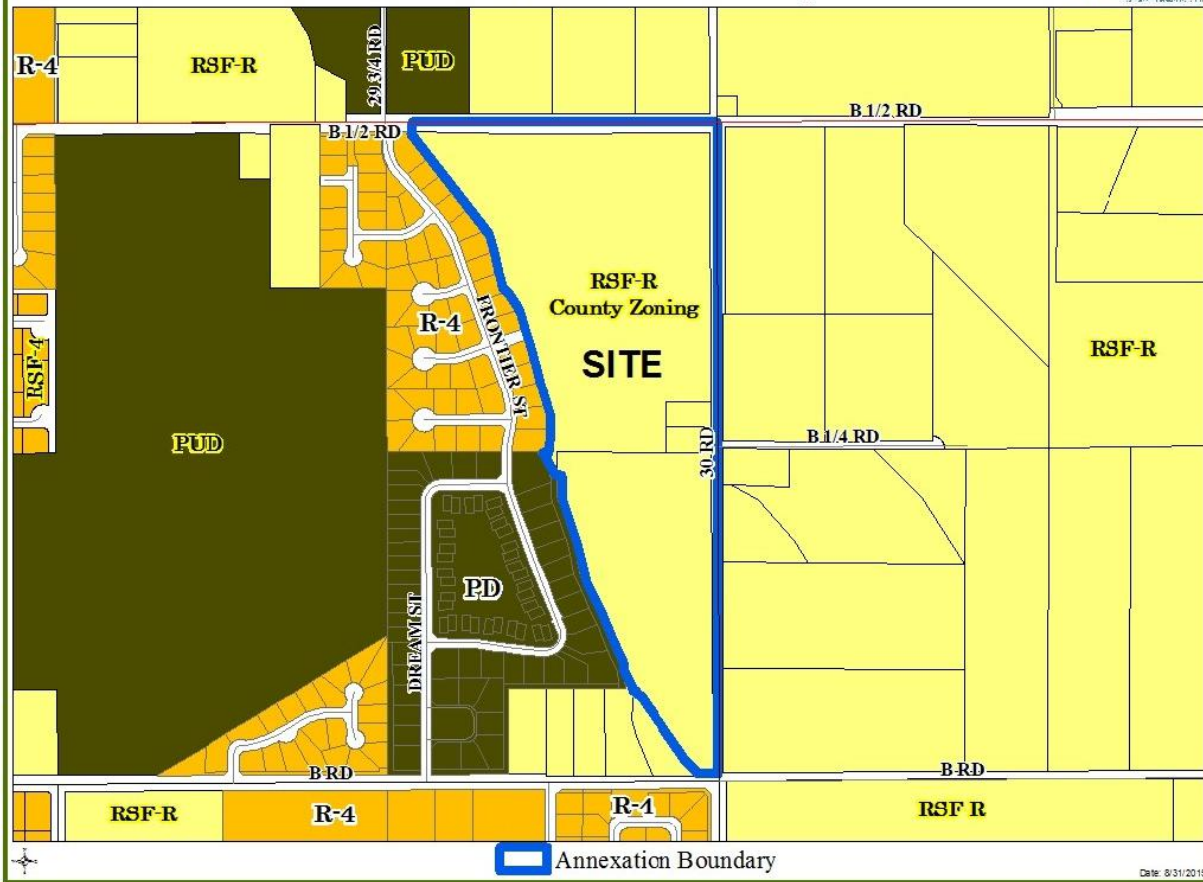 R-4
RSF-R
29 3/4 RD
PUD
B 1/2 RD
B 1/2 RD
RSF-R
County Zoning
SITE
FRONTIER ST
R-4
RSF-4
RSF-R
PUD
30 RD
B 1/4 RD
PD
DREAM ST
B RD
B RD
RSF-R
R-4
R-4
RSF R
Annexation Boundary